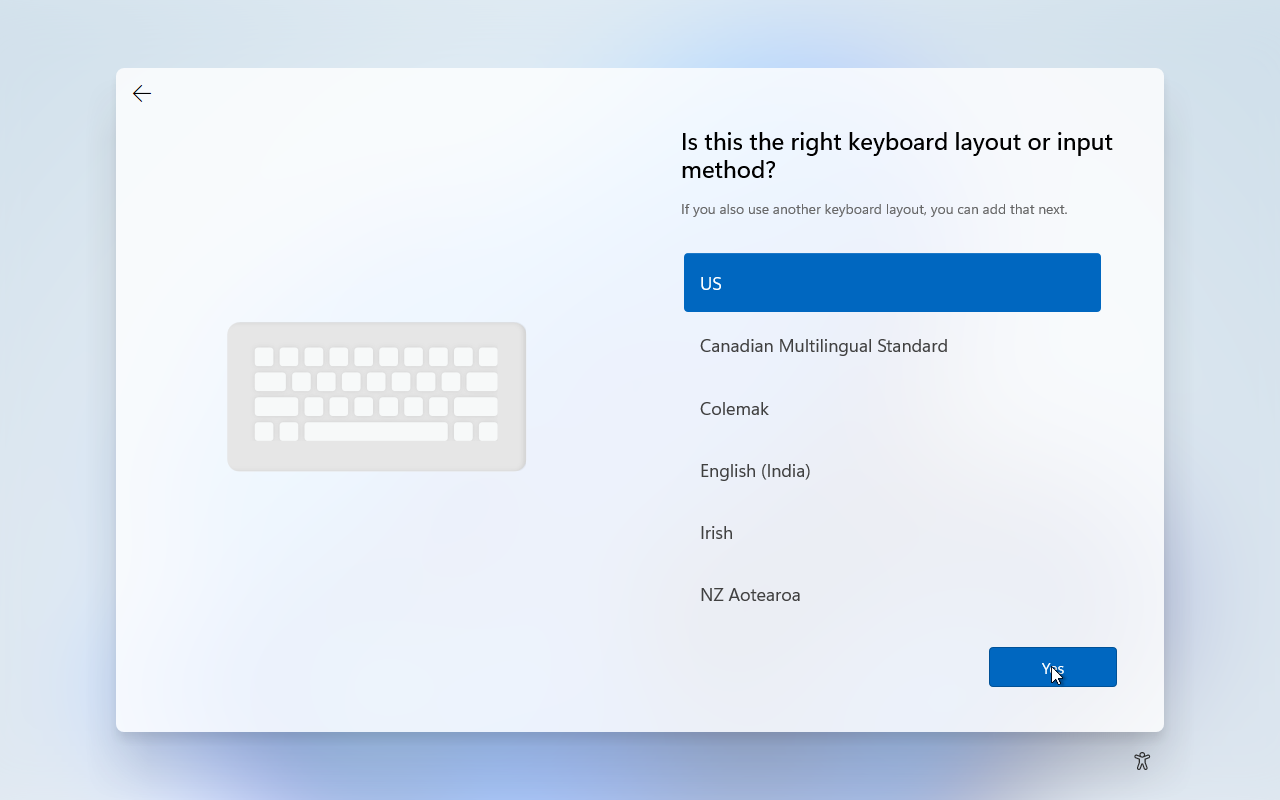 Is this the right keyboard layout or input
method?
If you also use another keyboard layout, you can add that next.
US
Canadian Multilingual Standard
Colemak
English (India)
Irish
NZ Aotearoa
Yes